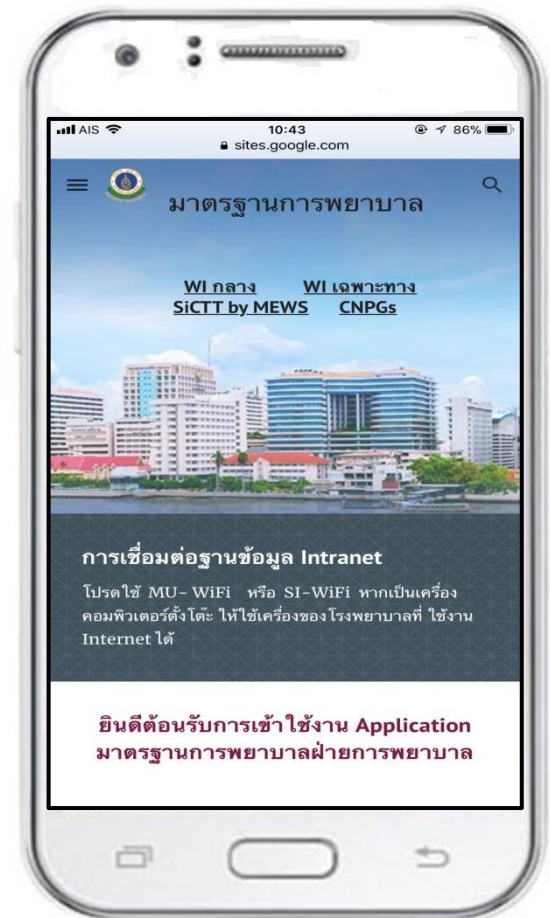 AIS 10:43 86%
sites.google.com
มาตรฐานการพยาบาล
WI กลาง WI เฉพาะทาง
SiCTT by MEWS CNPGs
การเชื่อมต่อฐานข้อมูล Intranet
โปรดใช้ MU- WiFi หรือ SI-WiFi หากเป็นเครื่อง
คอมพิวเตอร์ตั้งโต๊ะ ให้ใช้เครื่องของโรงพยาบาลที่ ใช้งาน
Internet ได้
ยินดีต้อนรับการเข้าใช้งาน Application
มาตรฐานการพยาบาลฝ่ายการพยาบาล